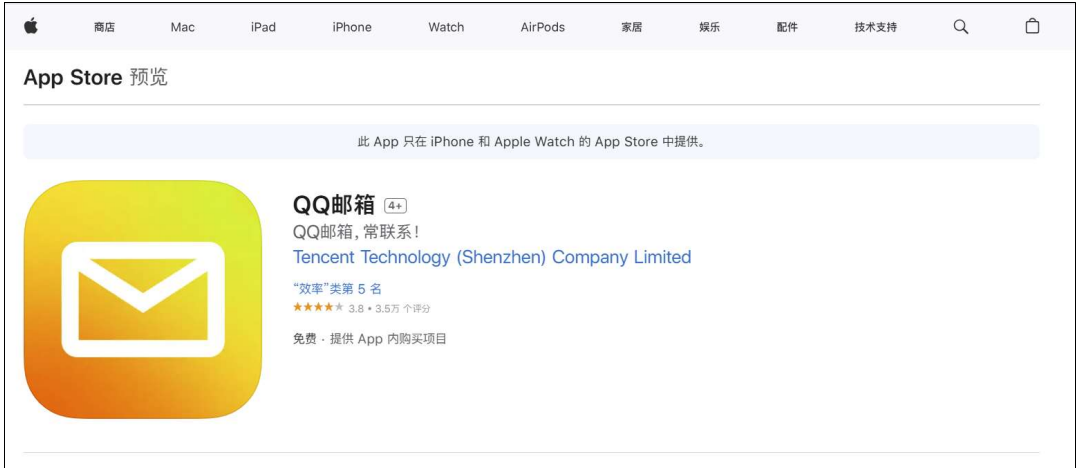 商店 Mac iPad iPhone Watch AirPods 家居 娱乐 配件 技术支持
App Store 预览
此 App 只在 iPhone 和 Apple Watch 的 App Store 中提供。
QQ邮箱 4+
QQ邮箱，常联系！
Tencent Technology (Shenzhen) Company Limited
“效率”类第 5 名
★★★★★ 3.8 • 3.5万 个评分
免费 · 提供 App 内购买项目